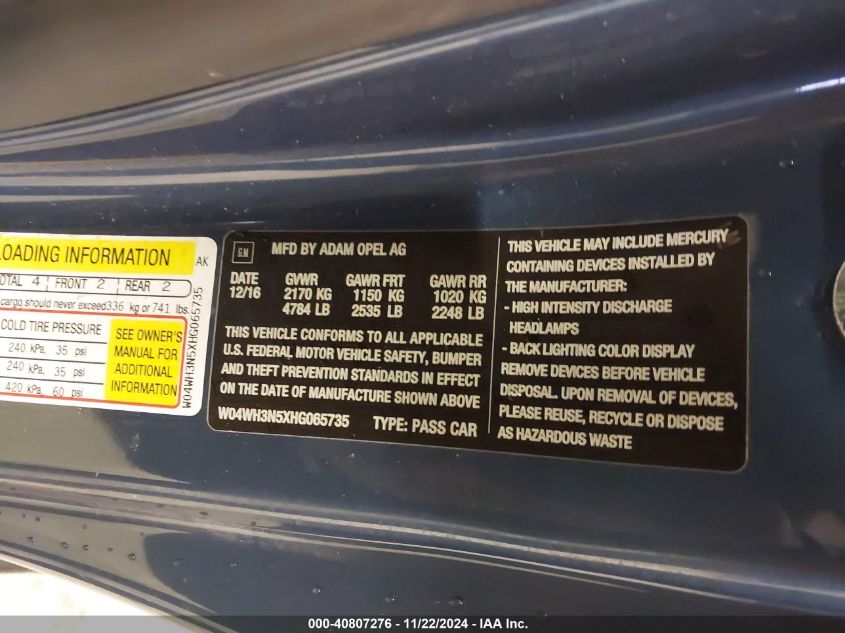 LOADING INFORMATION
AK
TOTAL 4 FRONT 2 REAR 2
cargo should never exceed 336 kg or 741 lbs.
COLD TIRE PRESSURE
240 kPa, 35 psi
240 kPa, 35 psi
420 kPa, 60 psi
SEE OWNER'S
MANUAL FOR
ADDITIONAL
INFORMATION
W04WH3N5XHG065735
GM
MFD BY ADAM OPEL AG
DATE GVWR GAWR FRT GAWR RR
12/16 2170 KG 1150 KG 1020 KG
4784 LB 2535 LB 2248 LB
THIS VEHICLE CONFORMS TO ALL APPLICABLE
U.S. FEDERAL MOTOR VEHICLE SAFETY, BUMPER
AND THEFT PREVENTION STANDARDS IN EFFECT
ON THE DATE OF MANUFACTURE SHOWN ABOVE
W04WH3N5XHG065735 TYPE: PASS CAR
THIS VEHICLE MAY INCLUDE MERCURY
CONTAINING DEVICES INSTALLED BY
THE MANUFACTURER:
- HIGH INTENSITY DISCHARGE
HEADLAMPS
- BACK LIGHTING COLOR DISPLAY
REMOVE DEVICES BEFORE VEHICLE
DISPOSAL. UPON REMOVAL OF DEVICES,
PLEASE REUSE, RECYCLE OR DISPOSE
AS HAZARDOUS WASTE
000-40807276 - 11/22/2024 - IAA Inc.